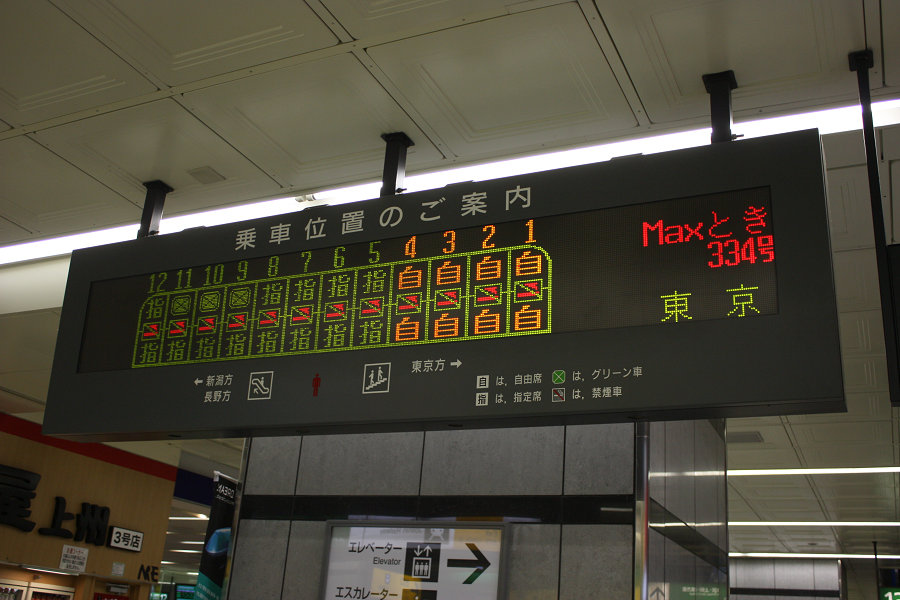 乗車位置のご案内
12 11 10 9 8 7 6 5 4 3 2 1
指 指 指 指 指 自 自 自 自
指 指 指 指 指 指 指 指 自 自 自 自
Maxとき
334号
東京
←新潟方
長野方
東京方→
自 は, 自由席
は, グリーン車
指 は, 指定席
は, 禁煙車
屋 上州
3号店
エレベーター
Elevator
エスカレーター